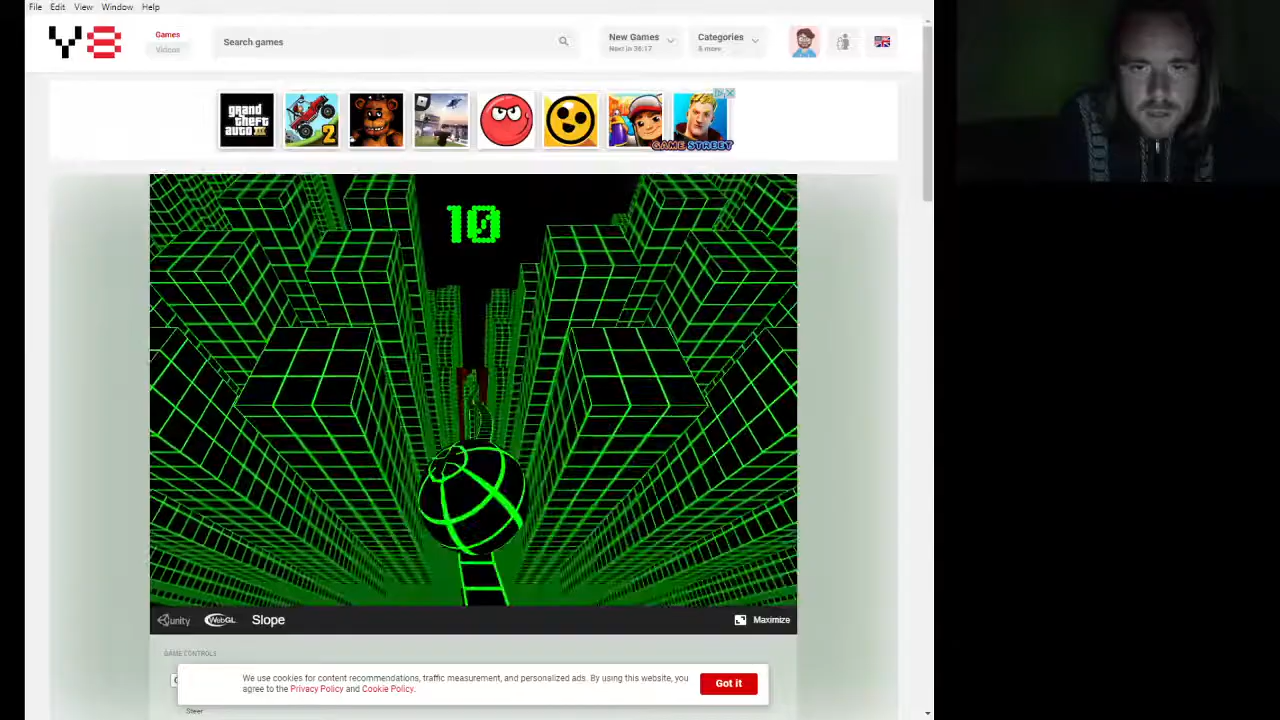 File Edit View Window Help
Y8
Games
Videos
Search games
New Games
Next in 36:17
Categories
& more
grand theft auto III
2
GAME STREET
10
unity
WebGL
Slope
Maximize
GAME CONTROLS
We use cookies for content recommendations, traffic measurement, and personalized ads. By using this website, you
agree to the Privacy Policy and Cookie Policy.
Got it
Steer